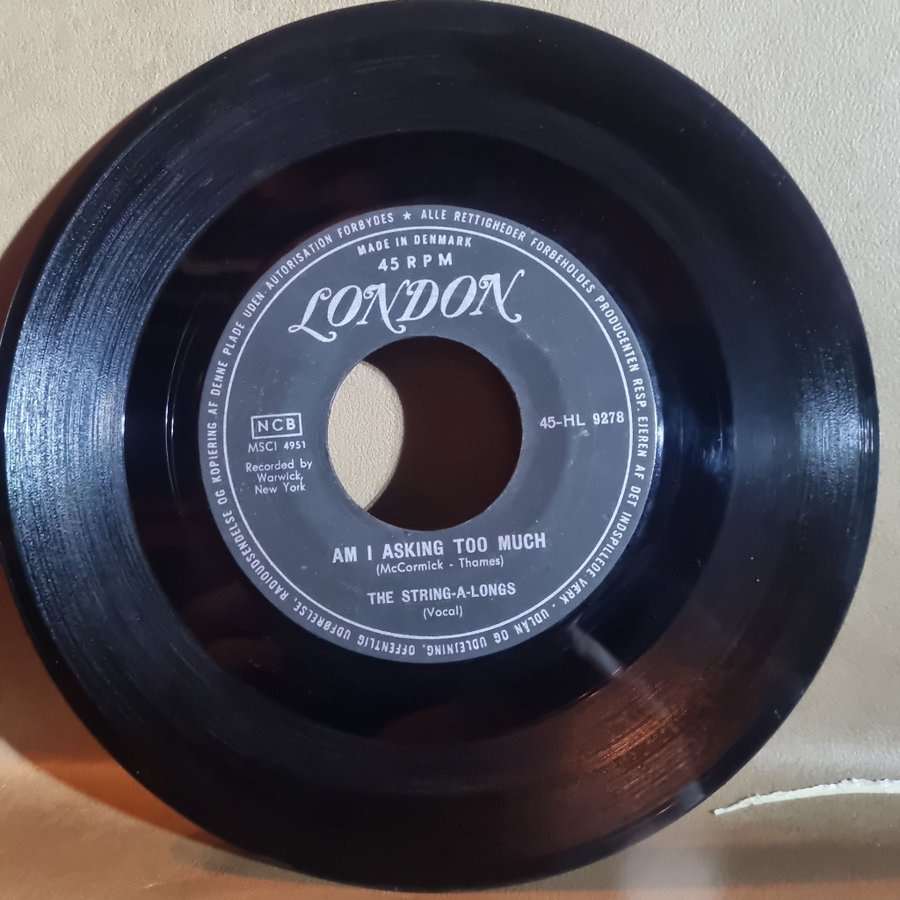 ★ ALLE RETTIGHEDER FORBEHOLDES PRODUCENTEN RESP. EJEREN AF DET INDSPILLEDE VÆRK · UDLÅN OG UDLEJNING, OFFENTLIG UDFØRELSE, RADIOUDSENDELSE OG KOPIERING AF DENNE PLADE UDEN AUTORISATION FORBYDES
MADE IN DENMARK
45 RPM
LONDON
NCB
MSCI 4951
Recorded by
Warwick,
New York
45-HL 9278
AM I ASKING TOO MUCH
(McCormick - Thames)
THE STRING-A-LONGS
(Vocal)